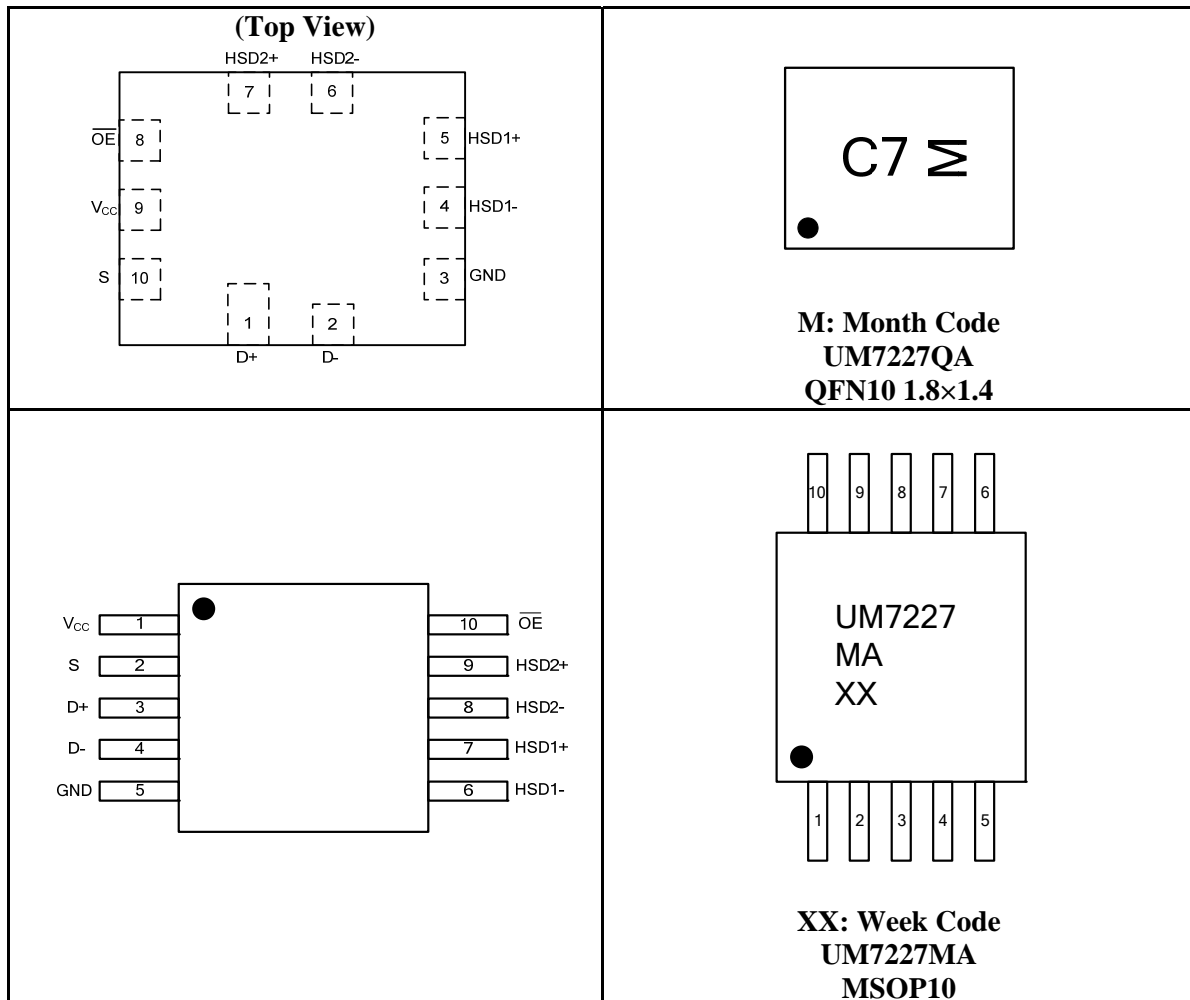 (Top View)
HSD2+ HSD2-
7 6
OE 8 5 HSD1+
VCC 9 4 HSD1-
S 10 3 GND
1 2
D+ D-
C7 M
M: Month Code
UM7227QA
QFN10 1.8×1.4
VCC 1 10 OE
S 2 9 HSD2+
D+ 3 8 HSD2-
D- 4 7 HSD1+
GND 5 6 HSD1-
10 9 8 7 6
UM7227
MA
XX
1 2 3 4 5
XX: Week Code
UM7227MA
MSOP10